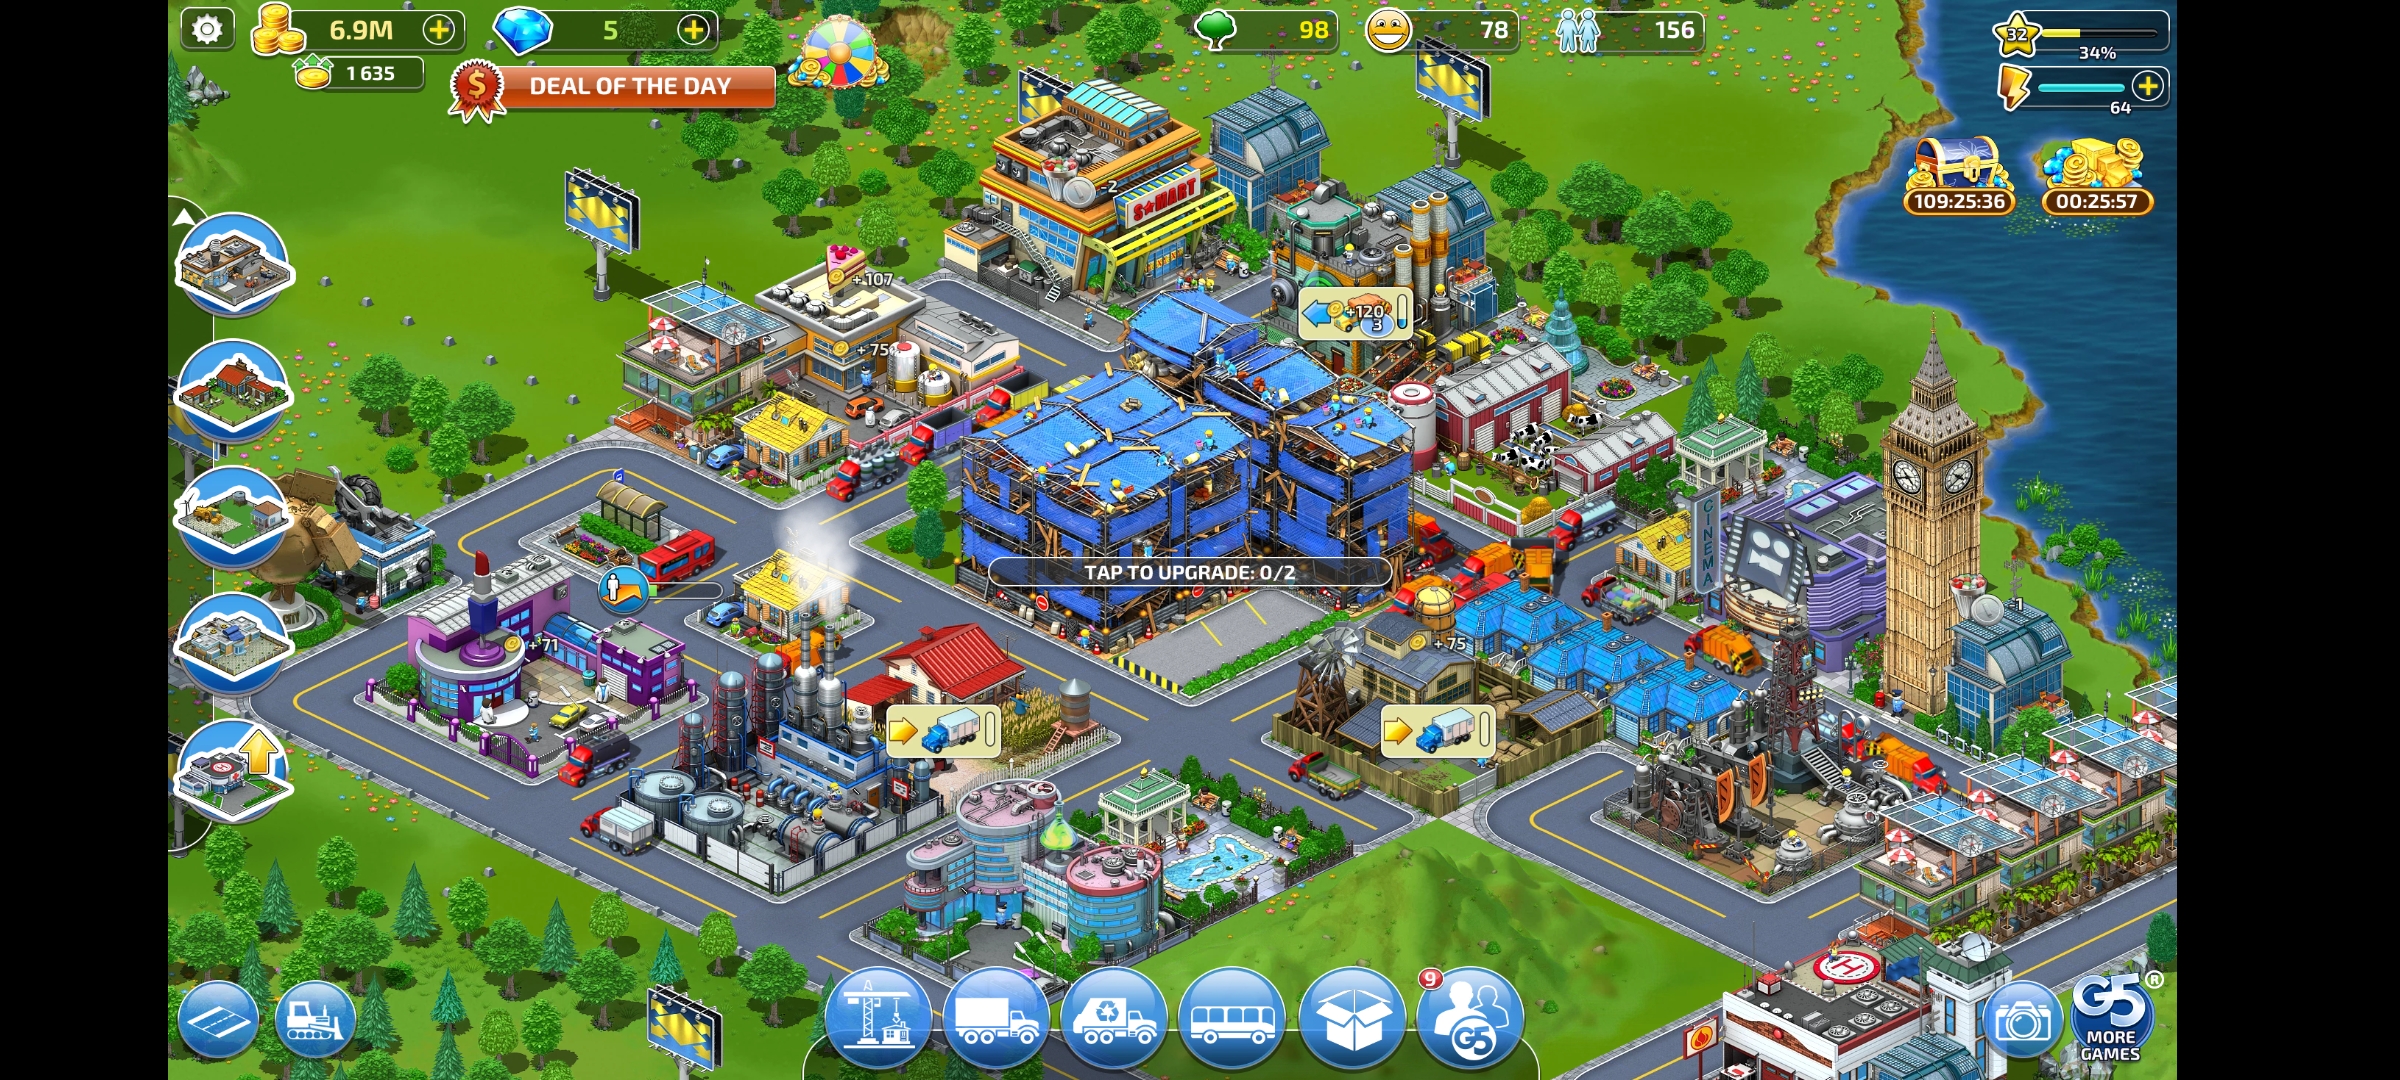 6.9M
5
98
78
156
32
34%
1 635
DEAL OF THE DAY
64
109:25:36
00:25:57
-2
S★MART
+107
+120
3
+75
CINEMA
TAP TO UPGRADE: 0/2
-1
+71
+75
H
A
9
G5
G5®
MORE
GAMES